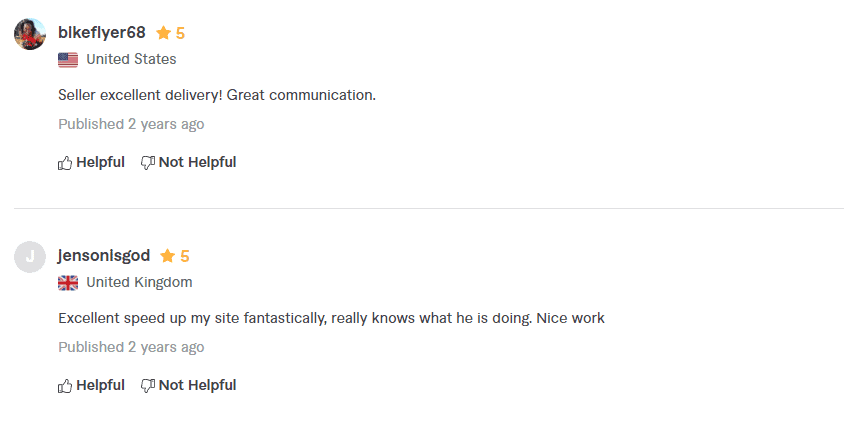 bikeflyer68 5
United States
Seller excellent delivery! Great communication.
Published 2 years ago
Helpful Not Helpful
J jensonisgod 5
United Kingdom
Excellent speed up my site fantastically, really knows what he is doing. Nice work
Published 2 years ago
Helpful Not Helpful